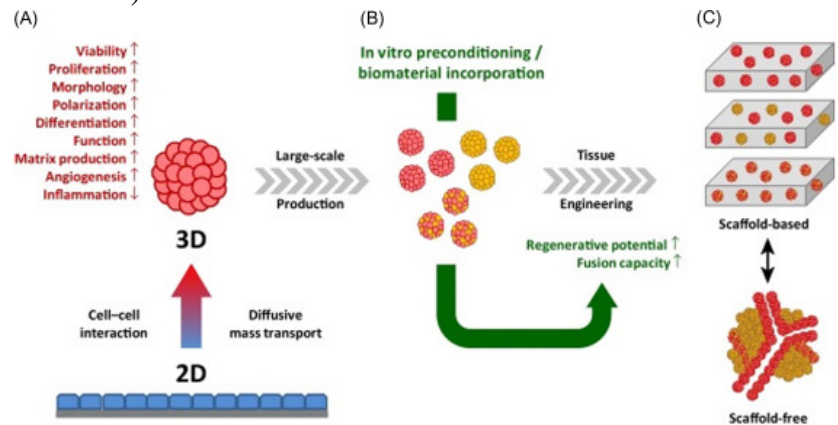 (A)
Viability ↑
Proliferation ↑
Morphology ↑
Polarization ↑
Differentiation ↑
Function ↑
Matrix production ↑
Angiogenesis ↑
Inflammation ↓
3D
Cell–cell
interaction
Diffusive
mass transport
2D
Large-scale
Production
(B)
In vitro preconditioning /
biomaterial incorporation
Tissue
Engineering
Regenerative potential ↑
Fusion capacity ↑
(C)
Scaffold-based
Scaffold-free